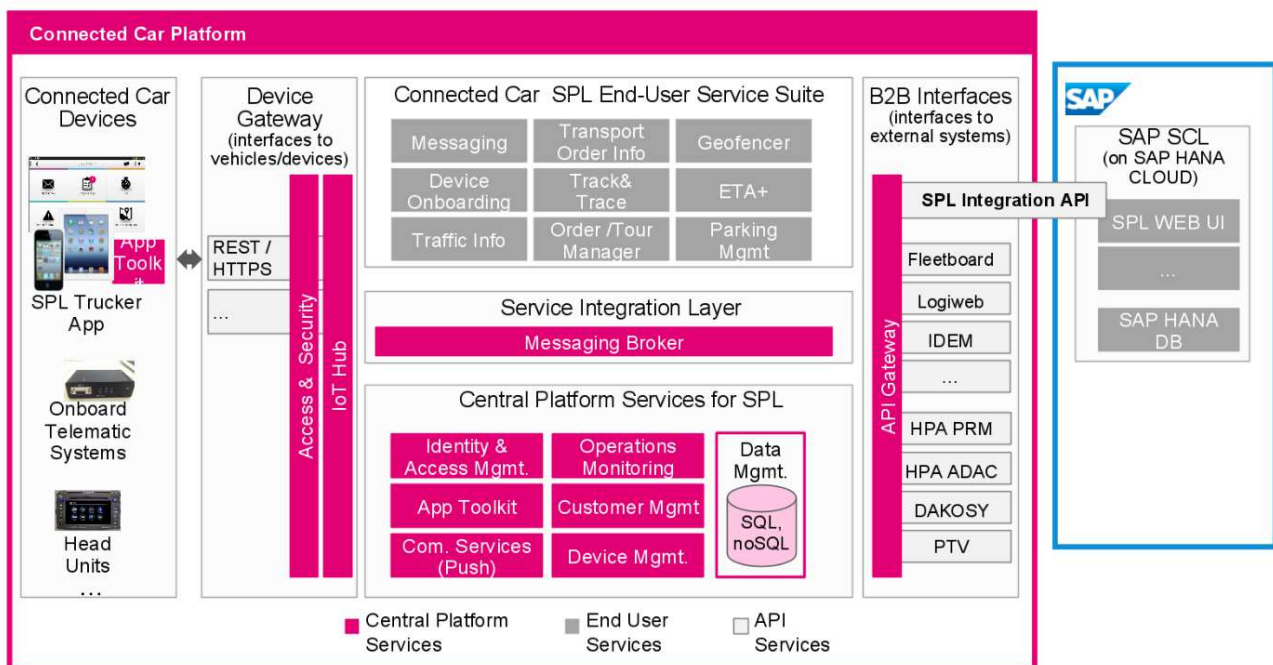 Connected Car Platform
Connected Car
Devices
App
Toolk
it
SPL Trucker
App
Onboard
Telematic
Systems
Head
Units
...
Device
Gateway
(interfaces to
vehicles/devices)
REST /
HTTPS
...
Access & Security
IoT Hub
Connected Car SPL End-User Service Suite
Messaging
Transport
Order Info
Geofencer
Device
Onboarding
Track&
Trace
ETA+
Traffic Info
Order /Tour
Manager
Parking
Mgmt
Service Integration Layer
Messaging Broker
Central Platform Services for SPL
Identity &
Access Mgmt.
Operations
Monitoring
App Toolkit
Customer Mgmt
Com. Services
(Push)
Device Mgmt.
Data
Mgmt.
SQL,
noSQL
B2B Interfaces
(interfaces to
external systems)
API Gateway
SPL Integration API
Fleetboard
Logiweb
IDEM
...
HPA PRM
HPA ADAC
DAKOSY
PTV
SAP
SAP SCL
(on SAP HANA
CLOUD)
SPL WEB UI
...
SAP HANA
DB
Central Platform
Services
End User
Services
API
Services